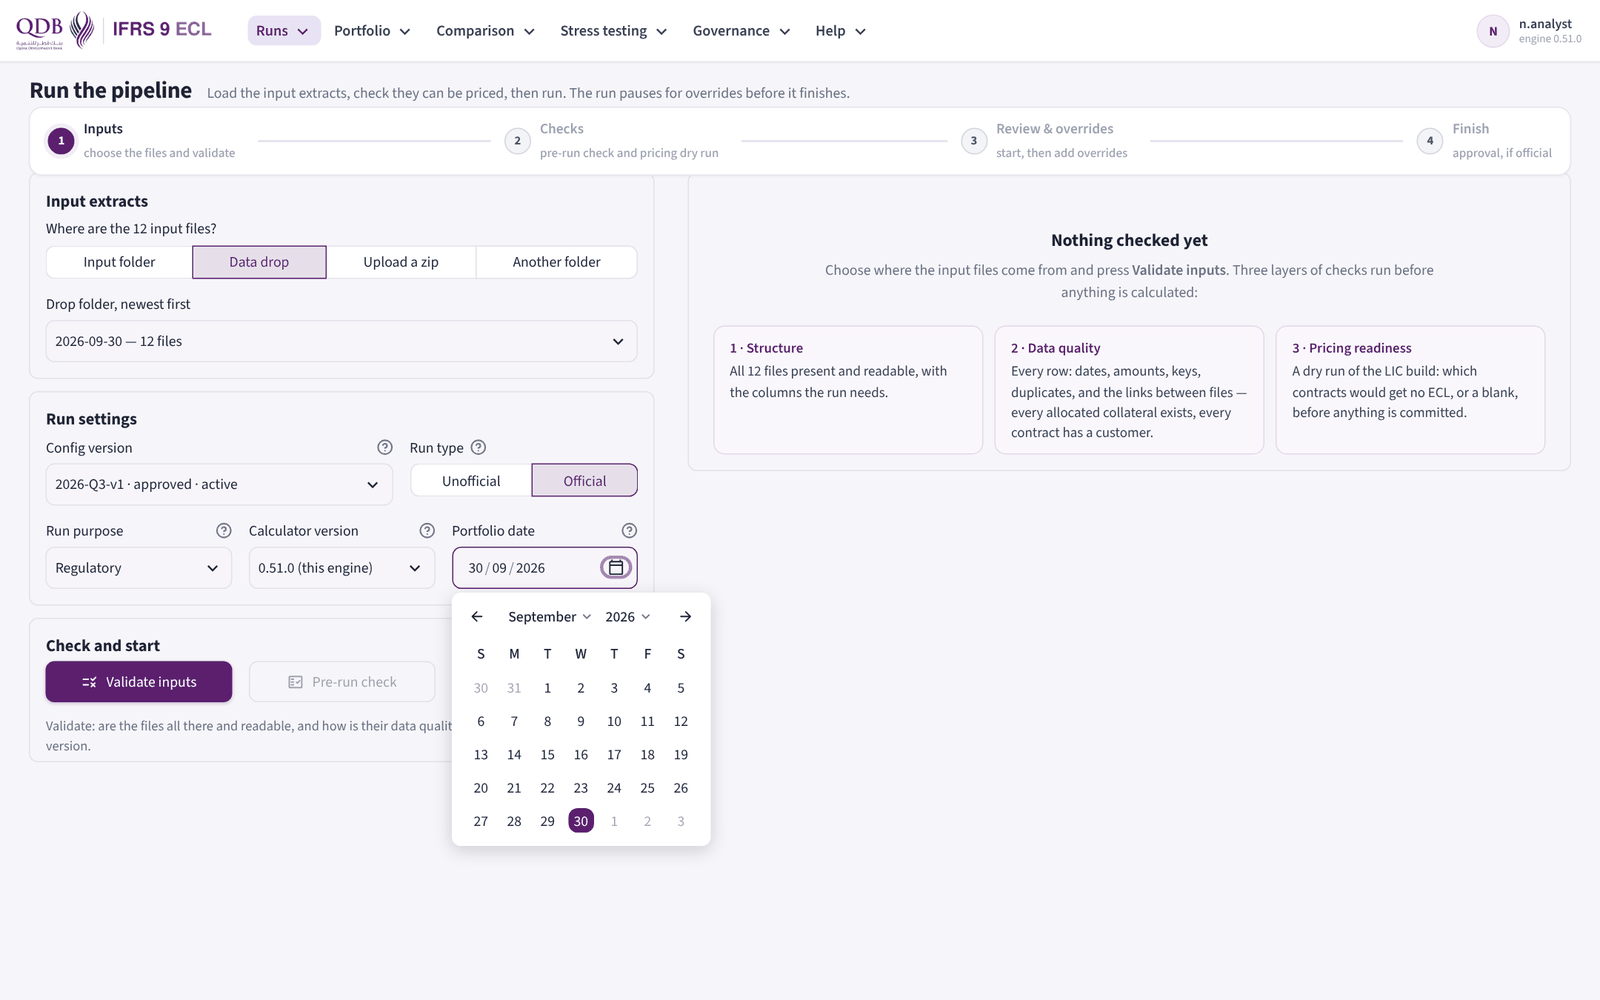 QDB
IFRS 9 ECL
Runs
Portfolio
Comparison
Stress testing
Governance
Help
N
n.analyst
engine 0.51.0
Run the pipeline
Load the input extracts, check they can be priced, then run. The run pauses for overrides before it finishes.
1
Inputs
choose the files and validate
2
Checks
pre-run check and pricing dry run
3
Review & overrides
start, then add overrides
4
Finish
approval, if official
Input extracts
Where are the 12 input files?
Input folder
Data drop
Upload a zip
Another folder
Drop folder, newest first
2026-09-30 — 12 files
Run settings
Config version
Run type
2026-Q3-v1 · approved · active
Unofficial
Official
Run purpose
Calculator version
Portfolio date
Regulatory
0.51.0 (this engine)
30 / 09 / 2026
Check and start
Validate inputs
Pre-run check
Validate: are the files all there and readable, and how is their data qualit
version.
September 2026
S M T W T F S
30 31 1 2 3 4 5
6 7 8 9 10 11 12
13 14 15 16 17 18 19
20 21 22 23 24 25 26
27 28 29 30 1 2 3
Nothing checked yet
Choose where the input files come from and press Validate inputs. Three layers of checks run before
anything is calculated:
1 · Structure
All 12 files present and readable, with
the columns the run needs.
2 · Data quality
Every row: dates, amounts, keys,
duplicates, and the links between files —
every allocated collateral exists, every
contract has a customer.
3 · Pricing readiness
A dry run of the LIC build: which
contracts would get no ECL, or a blank,
before anything is committed.